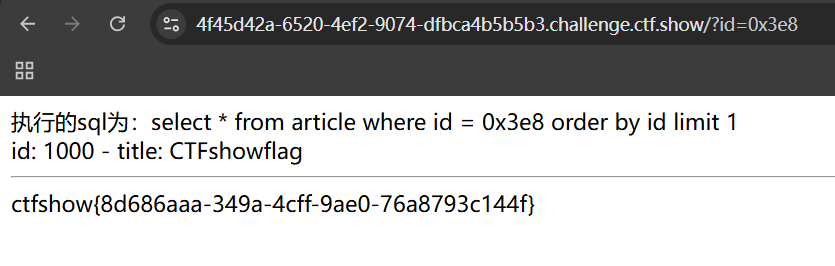 4f45d42a-6520-4ef2-9074-dfbca4b5b5b3.challenge.ctf.show/?id=0x3e8
执行的sql为：select * from article where id = 0x3e8 order by id limit 1
id: 1000 - title: CTFshowflag
ctfshow{8d686aaa-349a-4cff-9ae0-76a8793c144f}